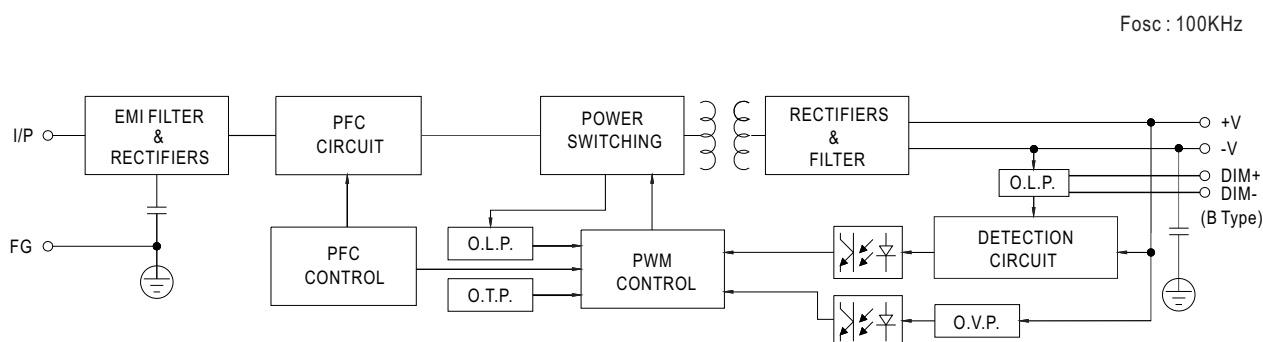 Fosc : 100KHz
I/P
EMI FILTER
&
RECTIFIERS
PFC
CIRCUIT
POWER
SWITCHING
RECTIFIERS
&
FILTER
+V
-V
O.L.P.
DIM+
DIM-
(B Type)
FG
PFC
CONTROL
O.L.P.
O.T.P.
PWM
CONTROL
DETECTION
CIRCUIT
O.V.P.